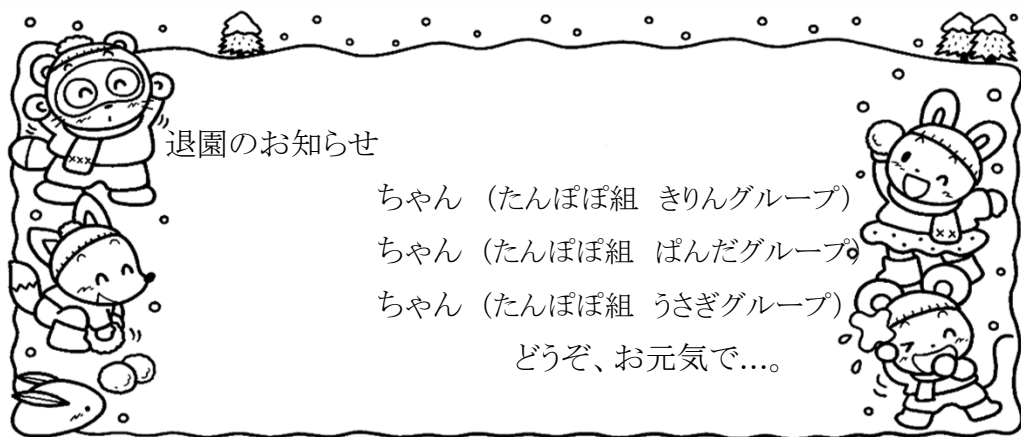 退園のお知らせ
ちゃん （たんぽぽ組 きりんグループ）
ちゃん （たんぽぽ組 ぱんだグループ）
ちゃん （たんぽぽ組 うさぎグループ）
どうぞ、お元気で…。